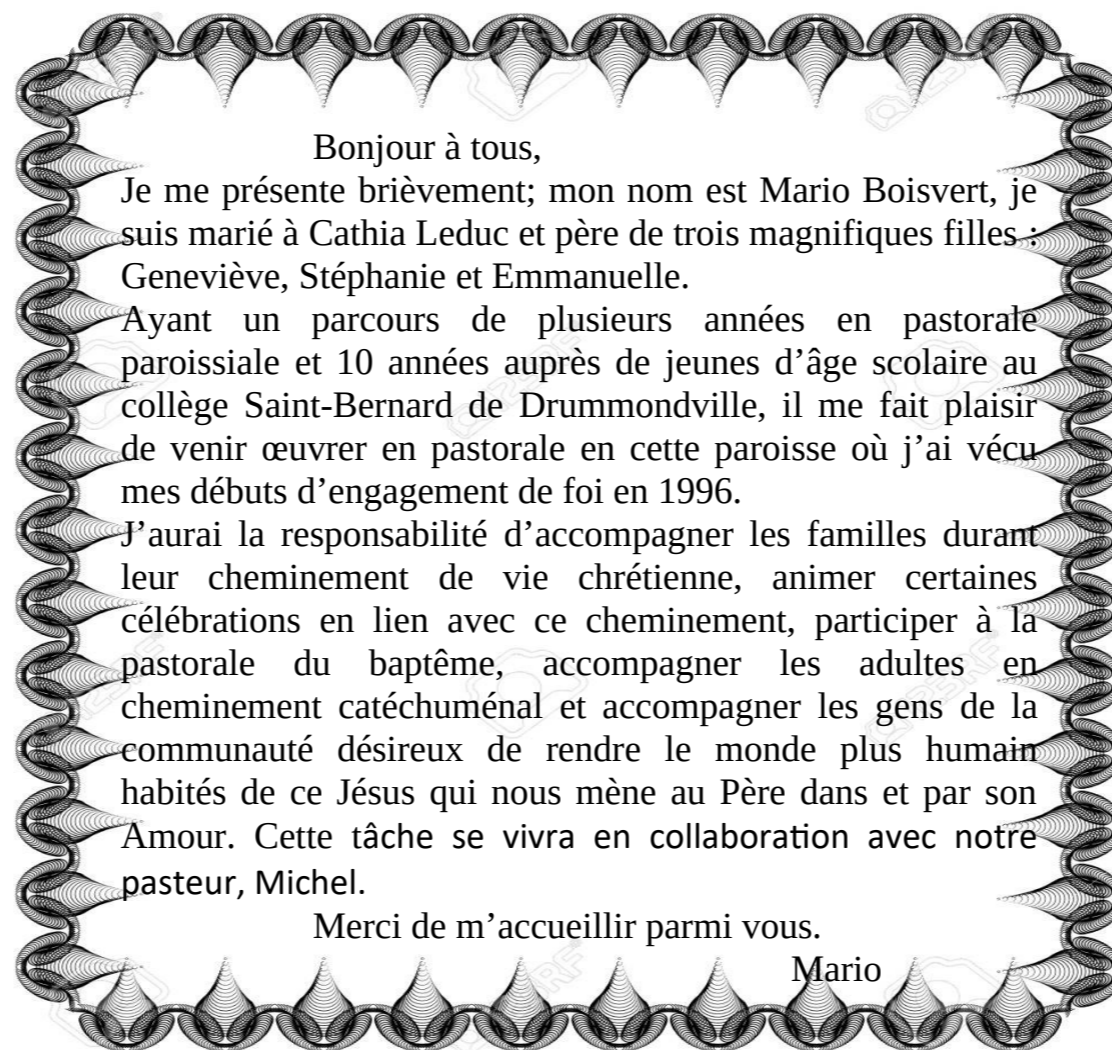 Bonjour à tous,
Je me présente brièvement; mon nom est Mario Boisvert, je
suis marié à Cathia Leduc et père de trois magnifiques filles :
Geneviève, Stéphanie et Emmanuelle.
Ayant un parcours de plusieurs années en pastorale
paroissiale et 10 années auprès de jeunes d’âge scolaire au
collège Saint-Bernard de Drummondville, il me fait plaisir
de venir œuvrer en pastorale en cette paroisse où j’ai vécu
mes débuts d’engagement de foi en 1996.
J’aurai la responsabilité d’accompagner les familles durant
leur cheminement de vie chrétienne, animer certaines
célébrations en lien avec ce cheminement, participer à la
pastorale du baptême, accompagner les adultes en
cheminement catéchuménal et accompagner les gens de la
communauté désireux de rendre le monde plus humain
habités de ce Jésus qui nous mène au Père dans et par son
Amour. Cette tâche se vivra en collaboration avec notre
pasteur, Michel.
Merci de m’accueillir parmi vous.
Mario